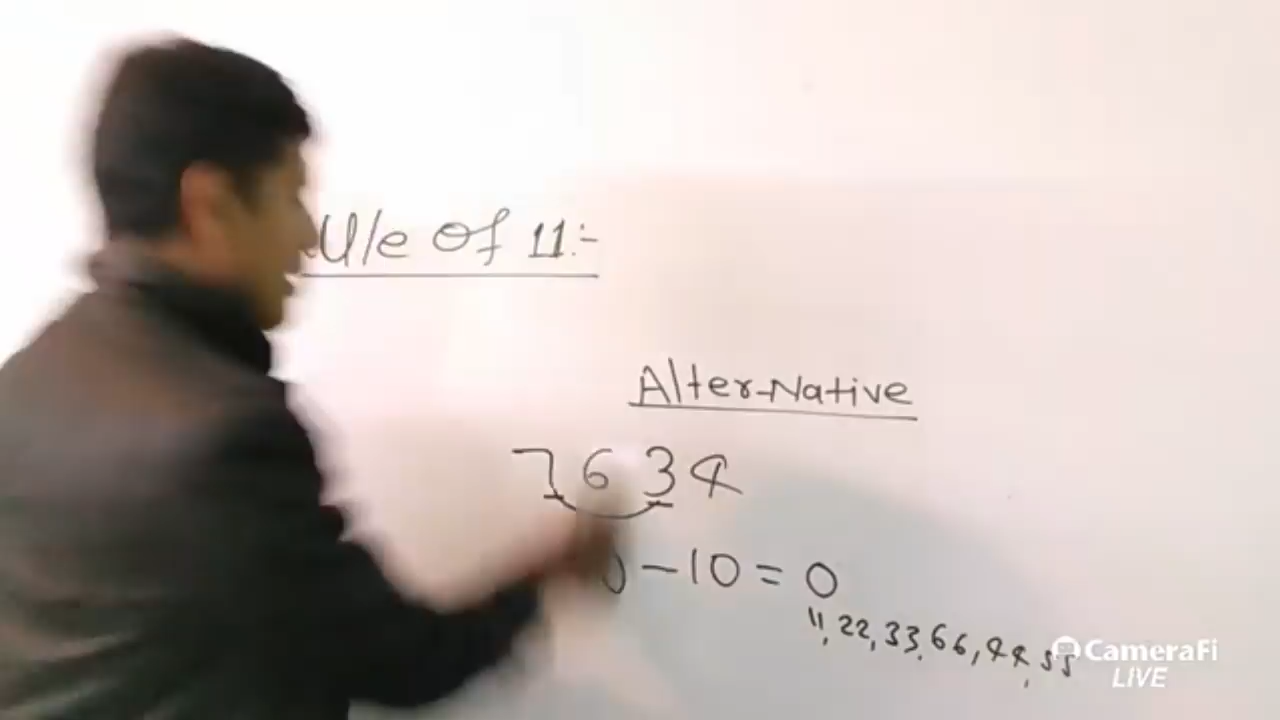 ule of 11:-
Alter-Native
7634
0-10=0
11,22,33,66,44,55
CameraFi
LIVE